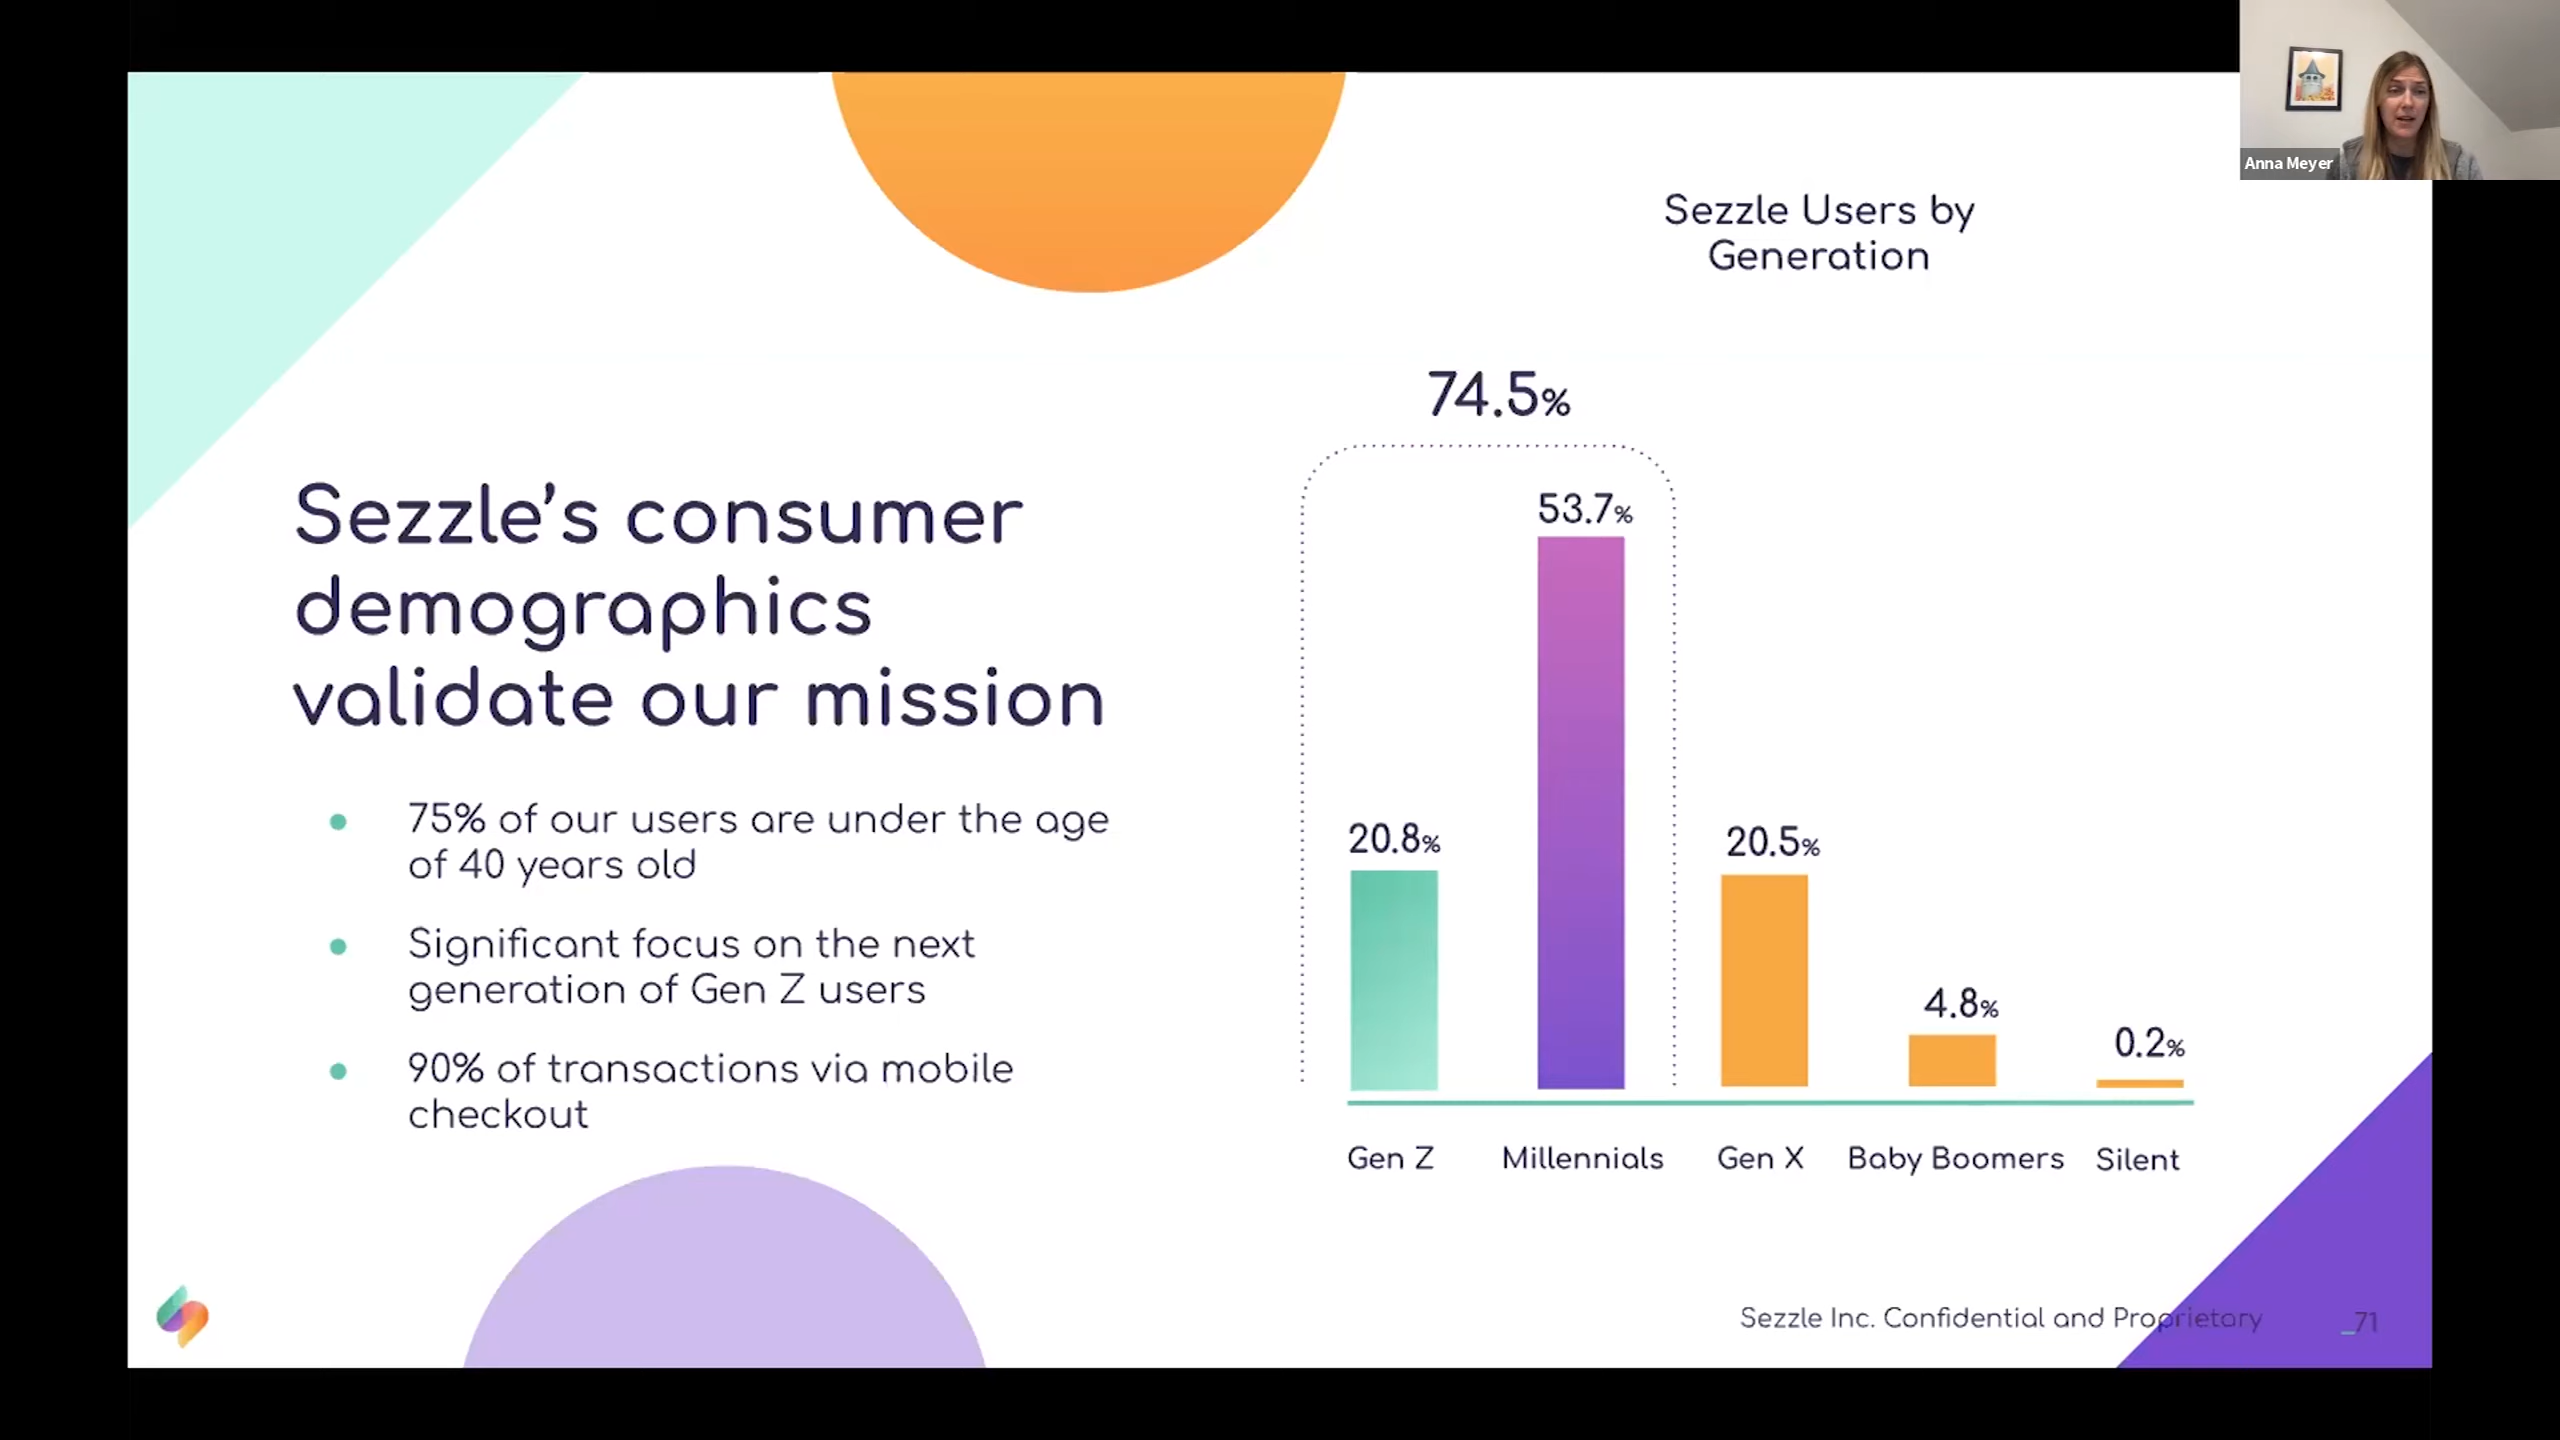 Anna Meyer
Sezzle Users by
Generation
74.5%
Sezzle’s consumer
demographics
validate our mission
75% of our users are under the age
of 40 years old
Significant focus on the next
generation of Gen Z users
90% of transactions via mobile
checkout
53.7%
20.8%
20.5%
4.8%
0.2%
Gen Z Millennials Gen X Baby Boomers Silent
Sezzle Inc. Confidential and Proprietary
_71